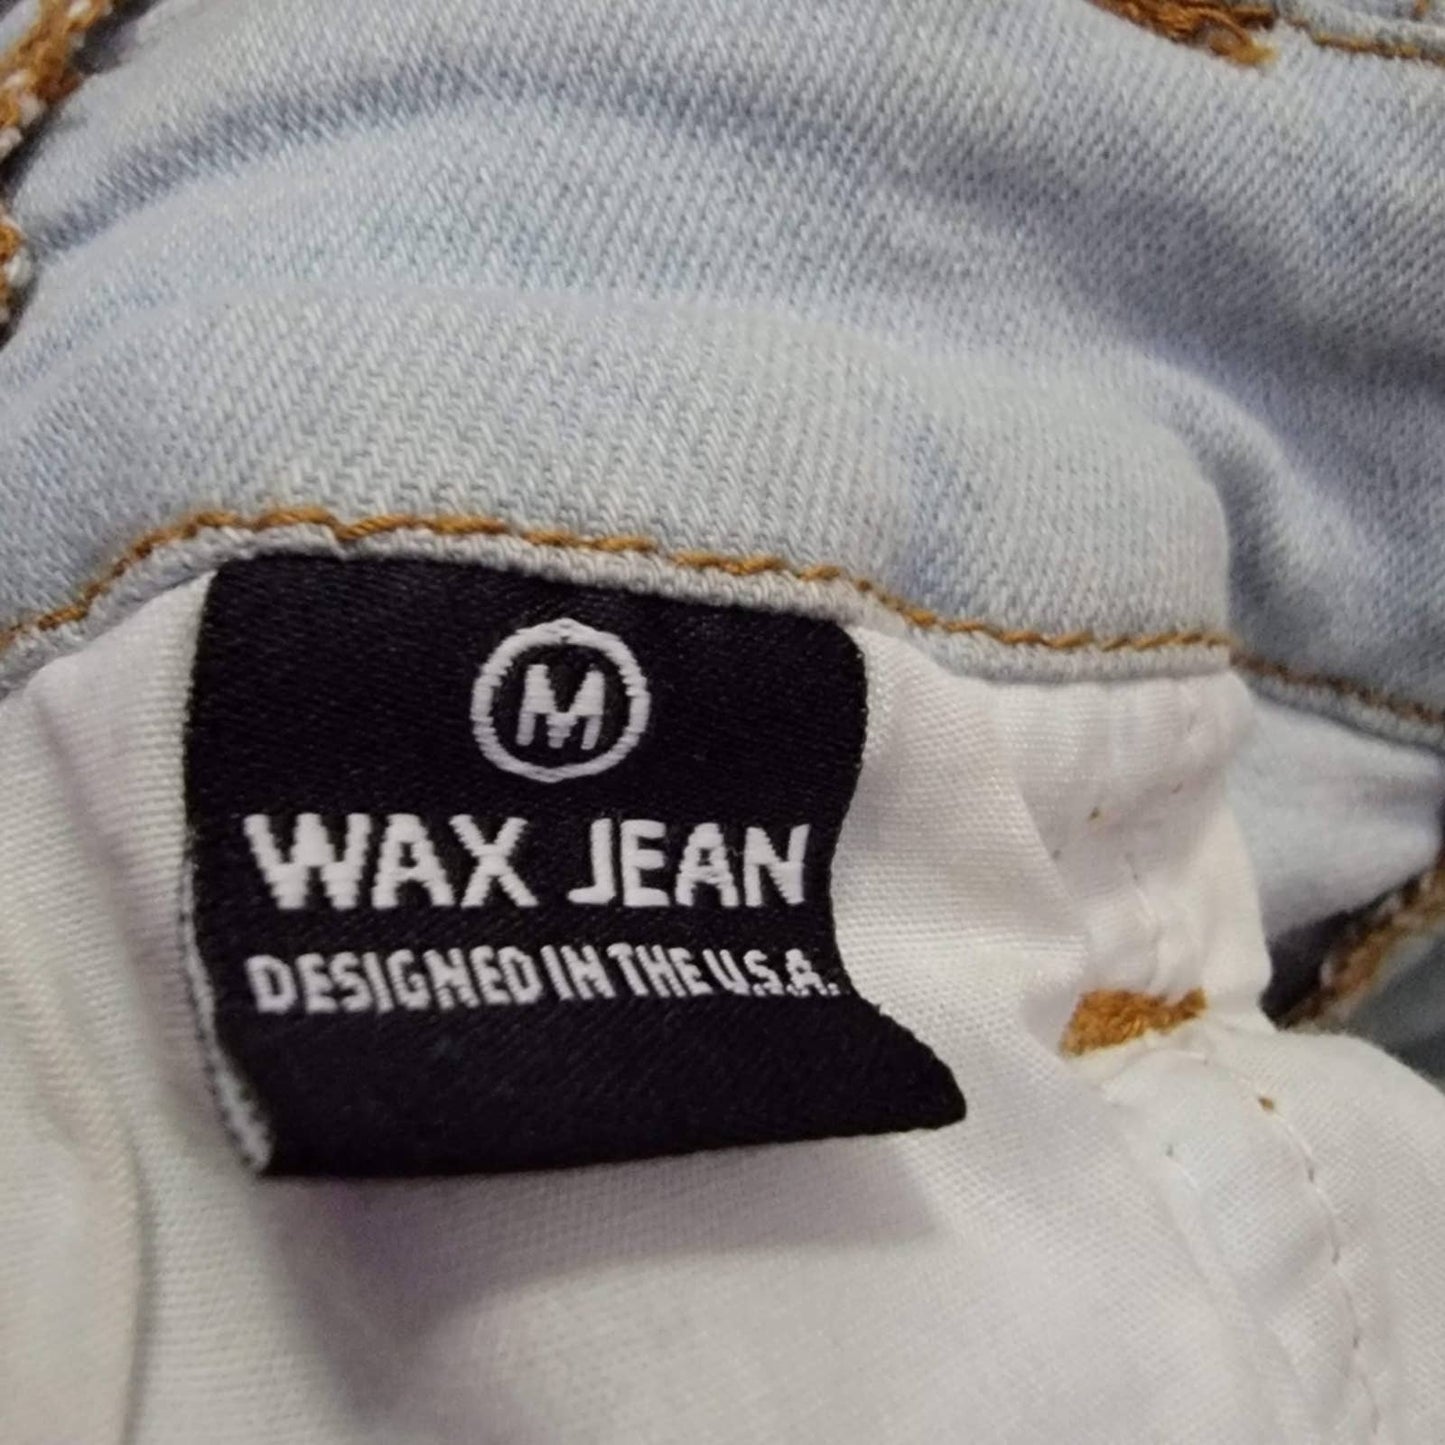 M
WAX JEAN
DESIGNED IN THE U.S.A.